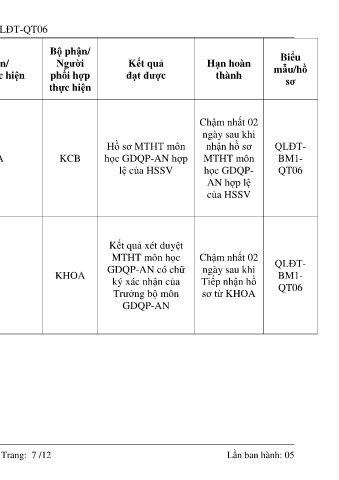 LĐT-QT06
n/
c hiện
Bộ phận/
Người
phối hợp
thực hiện
Kết quả
đạt được
Hạn hoàn
thành
Biểu
mẫu/hồ
sơ
A
KCB
Hồ sơ MTHT môn
học GDQP-AN hợp
lệ của HSSV
Chậm nhất 02
ngày sau khi
nhận hồ sơ
MTHT môn
học GDQP-
AN hợp lệ
của HSSV
QLĐT-
BM1-
QT06
KHOA
Kết quả xét duyệt
MTHT môn học
GDQP-AN có chữ
ký xác nhận của
Trưởng bộ môn
GDQP-AN
Chậm nhất 02
ngày sau khi
Tiếp nhận hồ
sơ từ KHOA
QLĐT-
BM1-
QT06
Trang: 7 /12
Lần ban hành: 05